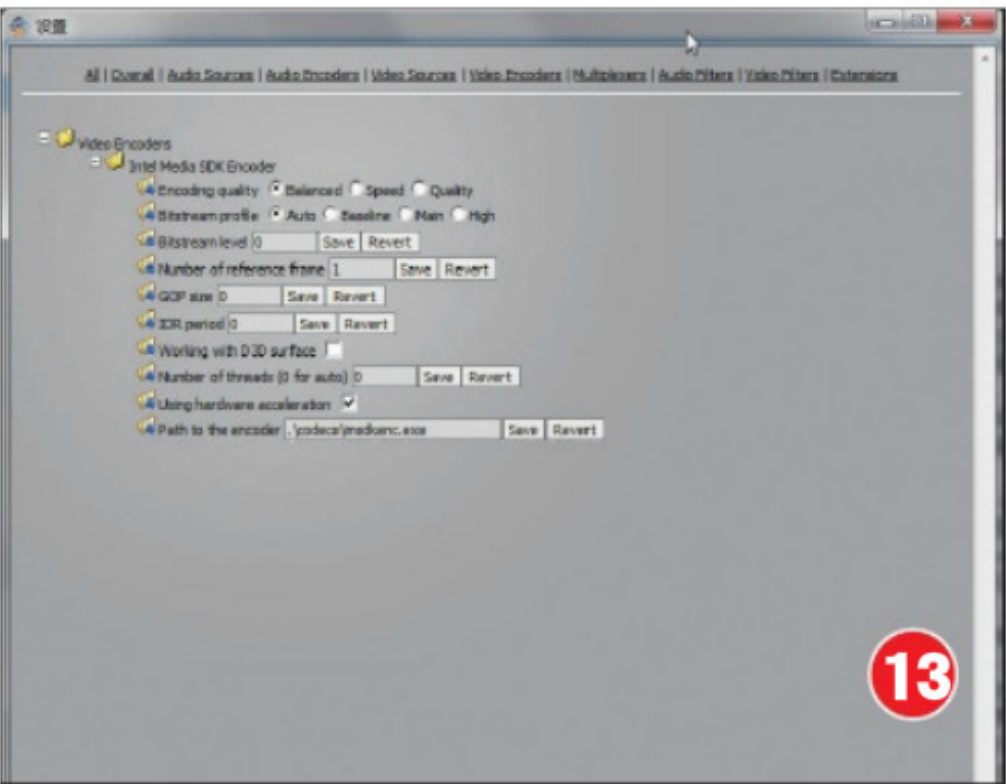 设置
All | Overall | Audio Sources | Audio Encoders | Video Sources | Video Encoders | Multiplexers | Audio Filters | Video Filters | Extensions
Video Encoders
Intel Media SDK Encoder
Encoding quality Balanced Speed Quality
Bitstream profile Auto Baseline Main High
Bitstream level 0 Save Revert
Number of reference frame 1 Save Revert
GOP size 0 Save Revert
IDR period 0 Save Revert
Working with D3D surface
Number of threads (0 for auto) 0 Save Revert
Using hardware acceleration
Path to the encoder .\codecs\msdkenc.exe Save Revert
13